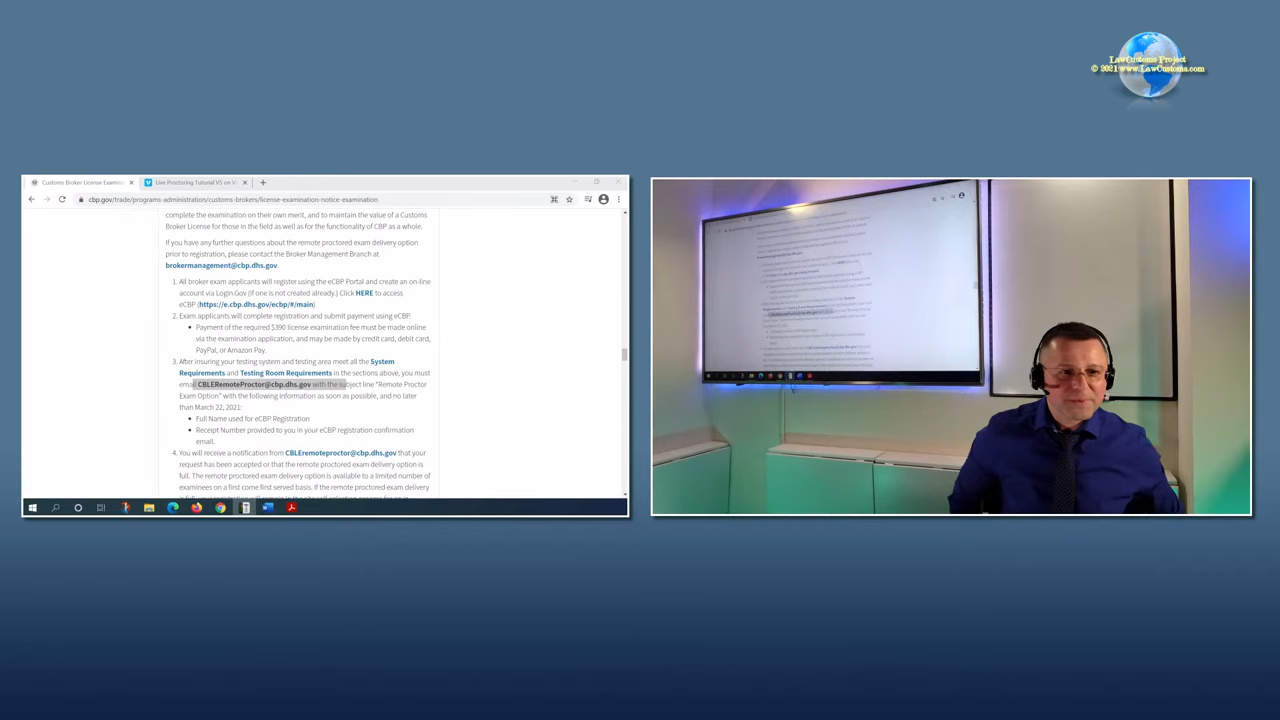 LawCustoms Project
© 2021 www.LawCustoms.com
Customs Broker License Examin
Live Proctoring Tutorial V5 on Vi
cbp.gov/trade/programs-administration/customs-brokers/license-examination-notice-examination
complete the examination on their own merit, and to maintain the value of a Customs
Broker License for those in the field as well as for the functionality of CBP as a whole.
If you have any further questions about the remote proctored exam delivery option
prior to registration, please contact the Broker Management Branch at
brokermanagement@cbp.dhs.gov.
1. All broker exam applicants will register using the eCBP Portal and create an on-line
account via Login.Gov (if one is not created already.) Click HERE to access
eCBP (https://e.cbp.dhs.gov/ecbp/#/main)
2. Exam applicants will complete registration and submit payment using eCBP.
• Payment of the required $390 license examination fee must be made online
via the examination application, and may be made by credit card, debit card,
PayPal, or Amazon Pay.
3. After insuring your testing system and testing area meet all the System
Requirements and Testing Room Requirements in the sections above, you must
email CBLERemoteProctor@cbp.dhs.gov with the subject line "Remote Proctor
Exam Option" with the following information as soon as possible, and no later
than March 22, 2021:
• Full Name used for eCBP Registration
• Receipt Number provided to you in your eCBP registration confirmation
email.
4. You will receive a notification from CBLEremoteproctor@cbp.dhs.gov that your
request has been accepted or that the remote proctored exam delivery option is
full. The remote proctored exam delivery option is available to a limited number of
examinees on a first come first served basis. If the remote proctored exam delivery